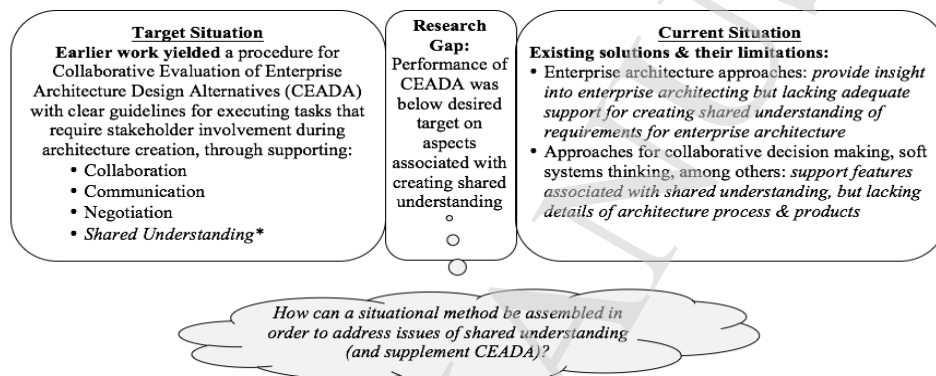 Target Situation
Earlier work yielded a procedure for
Collaborative Evaluation of Enterprise
Architecture Design Alternatives (CEADA)
with clear guidelines for executing tasks that
require stakeholder involvement during
architecture creation, through supporting:
• Collaboration
• Communication
• Negotiation
• Shared Understanding*
Research
Gap:
Performance of
CEADA was
below desired
target on
aspects
associated with
creating shared
understanding
Current Situation
Existing solutions & their limitations:
• Enterprise architecture approaches: provide insight
into enterprise architecting but lacking adequate
support for creating shared understanding of
requirements for enterprise architecture
• Approaches for collaborative decision making, soft
systems thinking, among others: support features
associated with shared understanding, but lacking
details of architecture process & products
How can a situational method be assembled in
order to address issues of shared understanding
(and supplement CEADA)?